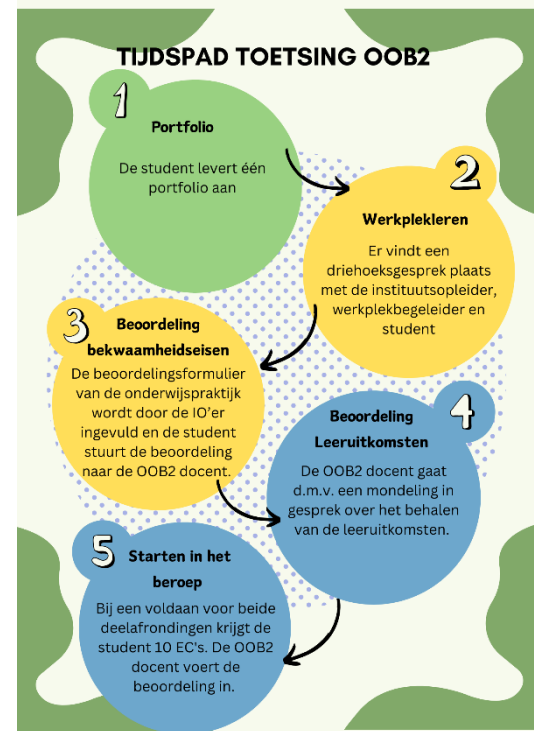 TIJDSPAD TOETSING OOB2
1
Portfolio
De student levert één
portfolio aan
2
Werkplekleren
Er vindt een
driehoeksgesprek plaats
met de instituutsopleider,
werkplekbegeleider en
student
3
Beoordeling
bekwaamheidseisen
De beoordelingsformulier
van de onderwijspraktijk
wordt door de IO'er
ingevuld en de student
stuurt de beoordeling
naar de OOB2 docent.
4
Beoordeling
Leeruitkomsten
De OOB2 docent gaat
d.m.v. een mondeling in
gesprek over het behalen
van de leeruitkomsten.
5
Starten in het
beroep
Bij een voldaan voor beide
deelafrondingen krijgt de
student 10 EC's. De OOB2
docent voert de
beoordeling in.